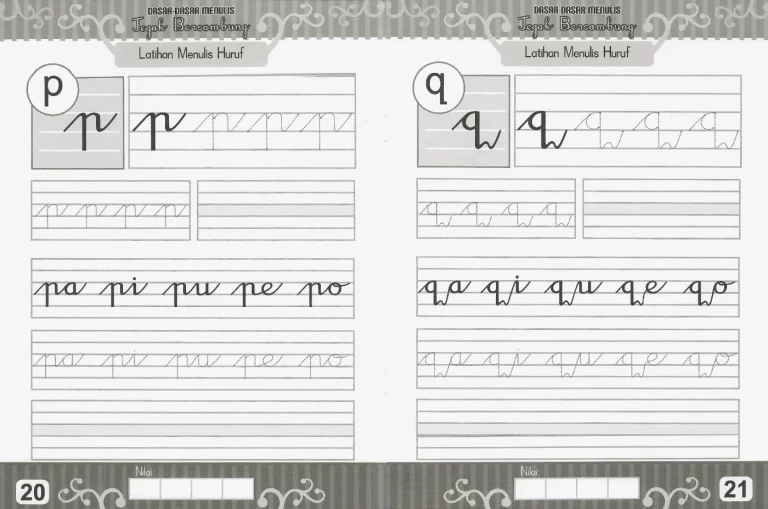 DASAR-DASAR MENULIS
Tegak Bersambung
Latihan Menulis Huruf
p
p p p p p
p p p p
pa pi pu pe po
pa pi pu pe po
Nilai:
20
DASAR-DASAR MENULIS
Tegak Bersambung
Latihan Menulis Huruf
q
q q q q q
q q q q
qa qi qu qe qo
qa qi qu qe qo
Nilai:
21